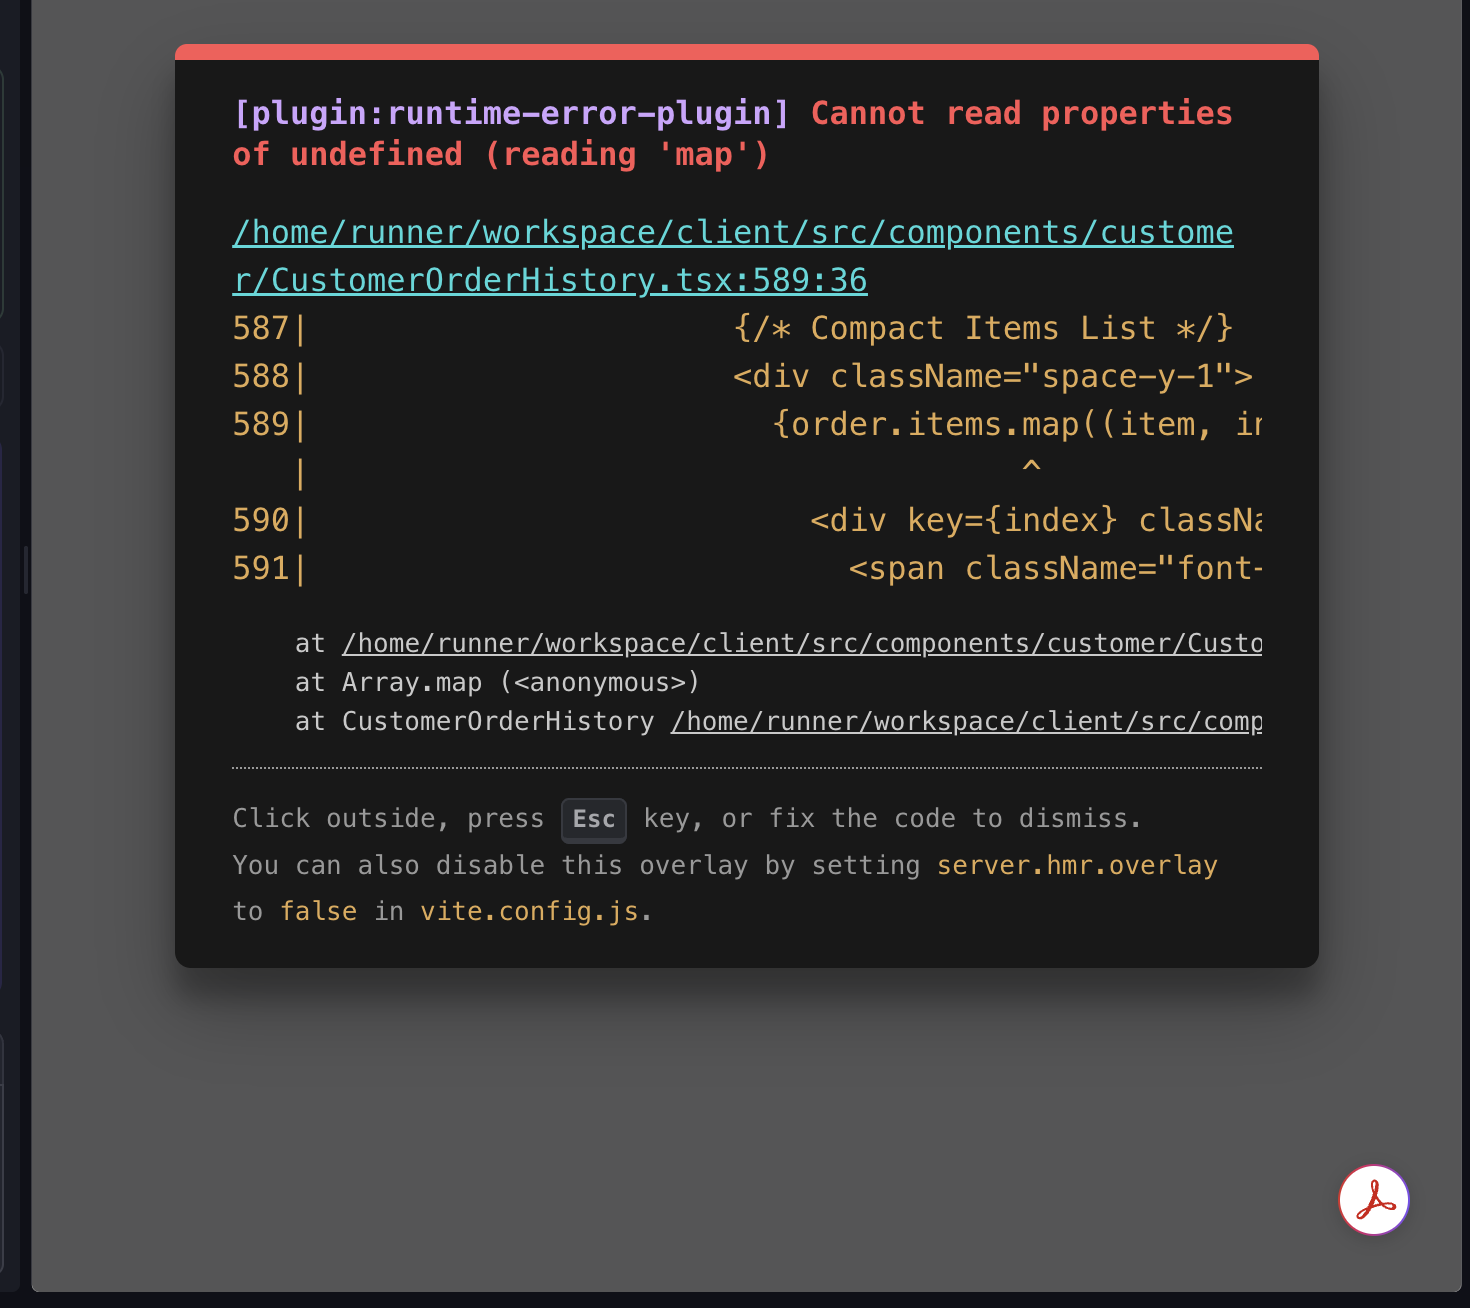 [plugin:runtime-error-plugin] Cannot read properties
of undefined (reading 'map')
/home/runner/workspace/client/src/components/custome
r/CustomerOrderHistory.tsx:589:36
587|                      {/* Compact Items List */}
588|                      <div className="space-y-1">
589|                        {order.items.map((item, in
   |                                     ^
590|                          <div key={index} classNa
591|                            <span className="font-
at /home/runner/workspace/client/src/components/customer/Custo
at Array.map (<anonymous>)
at CustomerOrderHistory /home/runner/workspace/client/src/comp
Click outside, press Esc key, or fix the code to dismiss.
You can also disable this overlay by setting server.hmr.overlay
to false in vite.config.js.